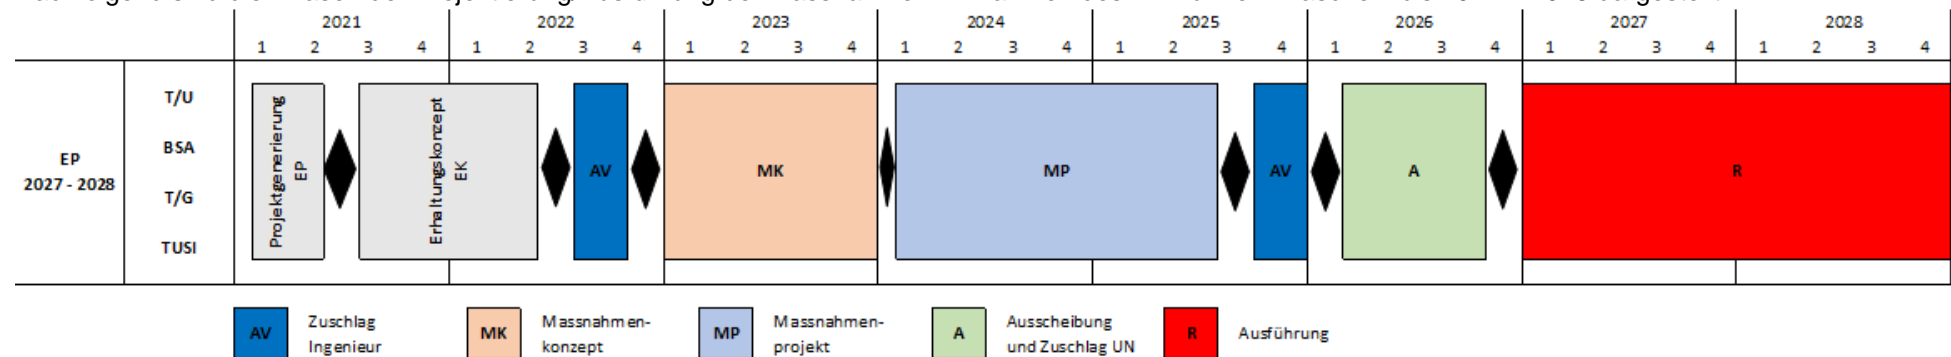 2021 2022 2023 2024 2025 2026 2027 2028
1 2 3 4 1 2 3 4 1 2 3 4 1 2 3 4 1 2 3 4 1 2 3 4 1 2 3 4 1 2 3 4
EP
2027 - 2028
T/U
BSA
T/G
TUSI
Projektgenerierung
EP
Erhaltungskonzept
EK
AV
MK
MP
AV
A
R
AV Zuschlag
Ingenieur
MK Massnahmen-
konzept
MP Massnahmen-
projekt
A Ausscheibung
und Zuschlag UN
R Ausführung